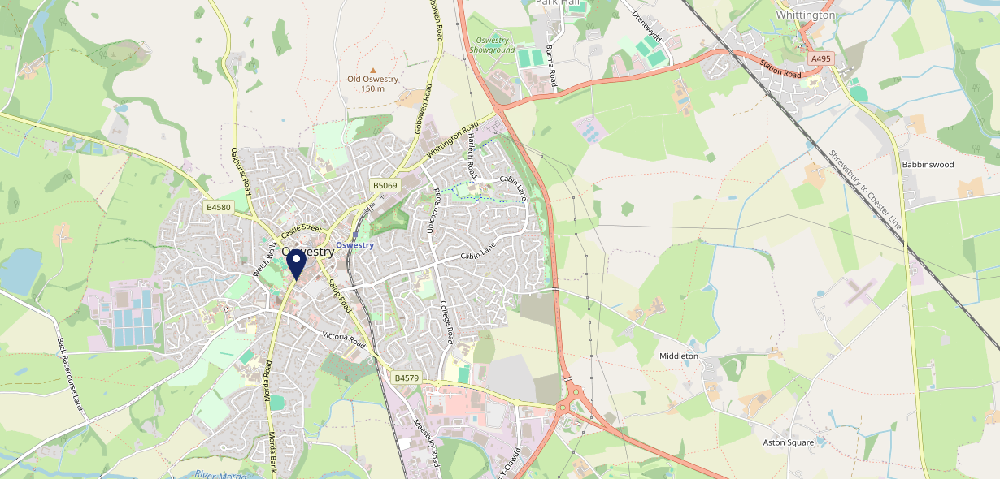 Park Hall
Whittington
Drenewydd
Gobowen Road
Oswestry
Showground
Burma Road
A495
Station Road
Old Oswestry
150 m
Gobowen Road
Whittington Road
Harlech Road
Oakhurst Road
Shrewsbury to Chester Line
Babbinswood
B5069
Cabin Lane
B4580
Unicorn Road
Castle Street
Oswestry
Oswestry
Welsh Walls
Cabin Lane
Salop Road
College Road
Victoria Road
Back Racecourse Lane
Middleton
Morda Road
B4579
Maesbury Road
Aston Square
Morda Bank
-Y-Clawdd
River Morda